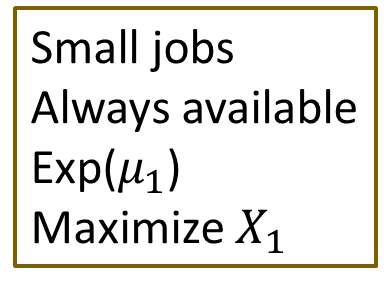 Small jobs
Always available
Exp(𝜇₁)
Maximize 𝑋₁